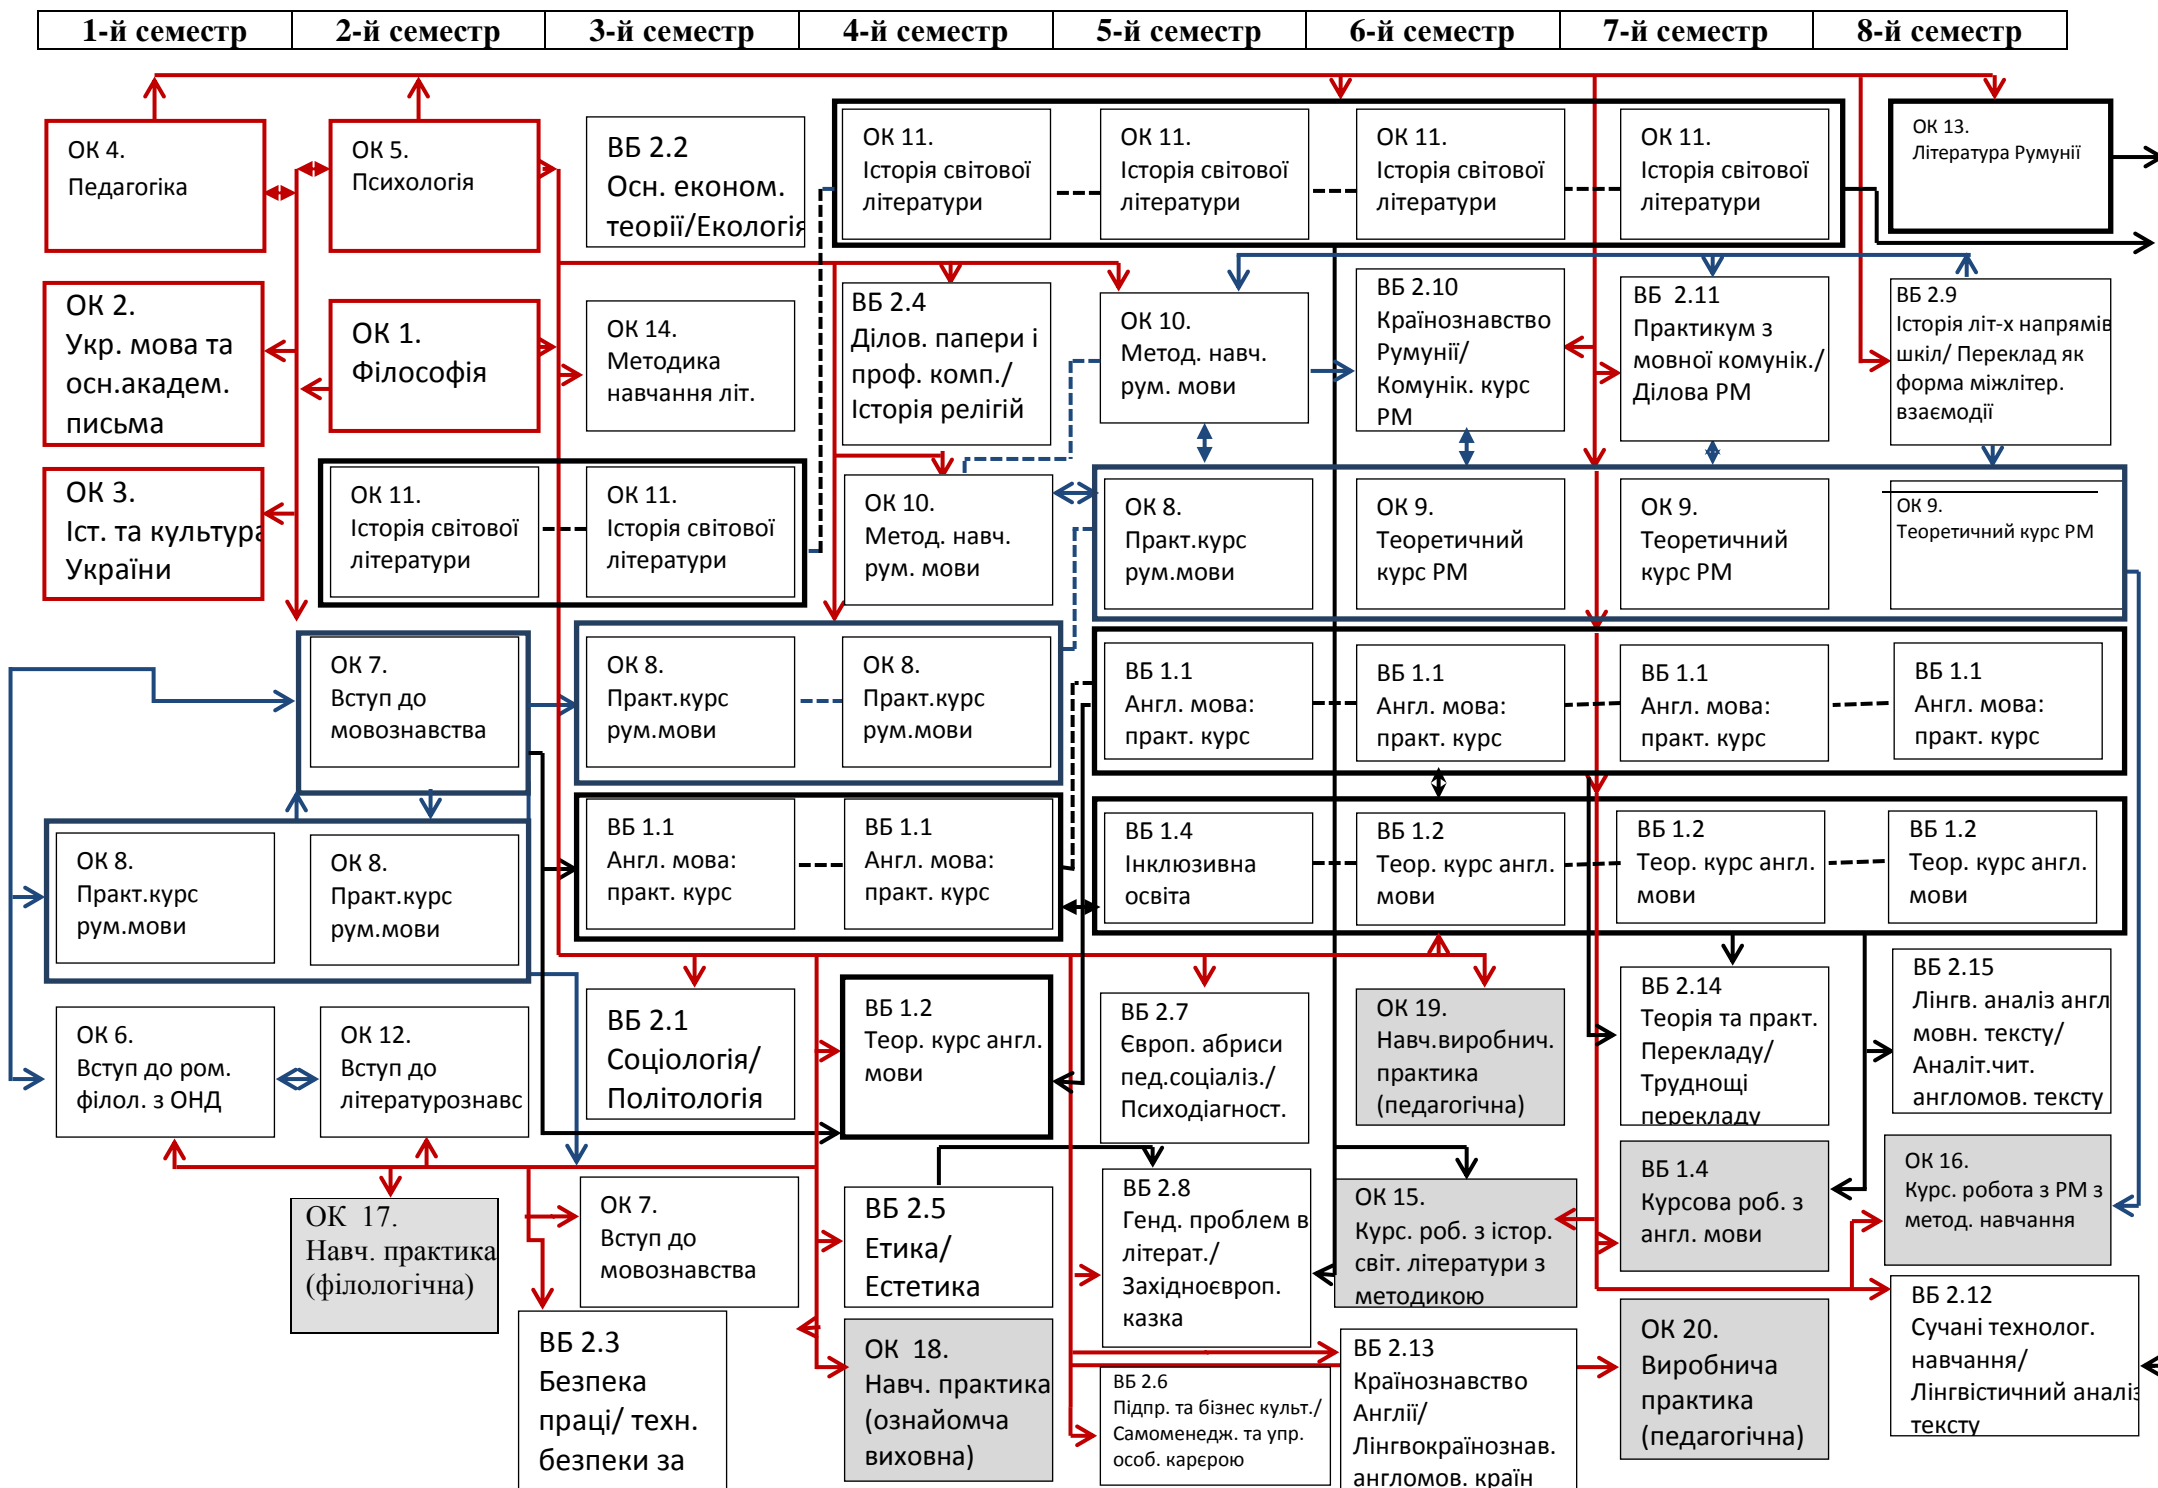 1-й семестр
2-й семестр
3-й семестр
4-й семестр
5-й семестр
6-й семестр
7-й семестр
8-й семестр
ОК 4.
Педагогіка
ОК 5.
Психологія
ВБ 2.2
Осн. економ.
теорії/Екологія
ОК 11.
Історія світової
літератури
ОК 11.
Історія світової
літератури
ОК 11.
Історія світової
літератури
ОК 11.
Історія світової
літератури
ОК 13.
Література Румунії
ОК 2.
Укр. мова та
осн.академ.
письма
ОК 1.
Філософія
ОК 14.
Методика
навчання літ.
ВБ 2.4
Ділов. папери і
проф. комп./
Історія релігій
ОК 10.
Метод. навч.
рум. мови
ВБ 2.10
Країнознавство
Румунії/
Комунік. курс
РМ
ВБ 2.11
Практикум з
мовної комунік./
Ділова РМ
ВБ 2.9
Історія літ-х напрямів
шкіл/ Переклад як
форма міжлітер.
взаємодії
ОК 3.
Іст. та культура
України
ОК 11.
Історія світової
літератури
ОК 11.
Історія світової
літератури
ОК 10.
Метод. навч.
рум. мови
ОК 8.
Практ.курс
рум.мови
ОК 9.
Теоретичний
курс РМ
ОК 9.
Теоретичний
курс РМ
ОК 9.
Теоретичний курс РМ
ОК 7.
Вступ до
мовознавства
ОК 8.
Практ.курс
рум.мови
ОК 8.
Практ.курс
рум.мови
ВБ 1.1
Англ. мова:
практ. курс
ВБ 1.1
Англ. мова:
практ. курс
ВБ 1.1
Англ. мова:
практ. курс
ВБ 1.1
Англ. мова:
практ. курс
ОК 8.
Практ.курс
рум.мови
ОК 8.
Практ.курс
рум.мови
ВБ 1.1
Англ. мова:
практ. курс
ВБ 1.1
Англ. мова:
практ. курс
ВБ 1.4
Інклюзивна
освіта
ВБ 1.2
Теор. курс англ.
мови
ВБ 1.2
Теор. курс англ.
мови
ВБ 1.2
Теор. курс англ.
мови
ОК 6.
Вступ до ром.
філол. з ОНД
ОК 12.
Вступ до
літературознавс
ВБ 2.1
Соціологія/
Політологія
ВБ 1.2
Теор. курс англ.
мови
ВБ 2.7
Європ. абриси
пед.соціаліз./
Психодіагност.
ОК 19.
Навч.виробнич.
практика
(педагогічна)
ВБ 2.14
Теорія та практ.
Перекладу/
Труднощі
перекладу
ВБ 2.15
Лінгв. аналіз англ
мовн. тексту/
Аналіт.чит.
англомов. тексту
ОК 17.
Навч. практика
(філологічна)
ОК 7.
Вступ до
мовознавства
ВБ 2.5
Етика/
Естетика
ВБ 2.8
Генд. проблем в
літерат./
Західноєвроп.
казка
ОК 15.
Курс. роб. з істор.
світ. літератури з
методикою
ВБ 1.4
Курсова роб. з
англ. мови
ОК 16.
Курс. робота з РМ з
метод. навчання
ВБ 2.3
Безпека
праці/ техн.
безпеки за
ОК 18.
Навч. практика
(ознайомча
виховна)
ВБ 2.6
Підпр. та бізнес культ./
Самоменедж. та упр.
особ. карєрою
ВБ 2.13
Країнознавство
Англії/
Лінгвокраїнознав.
англомов. країн
ОК 20.
Виробнича
практика
(педагогічна)
ВБ 2.12
Сучані технолог.
навчання/
Лінгвістичний аналіз
тексту